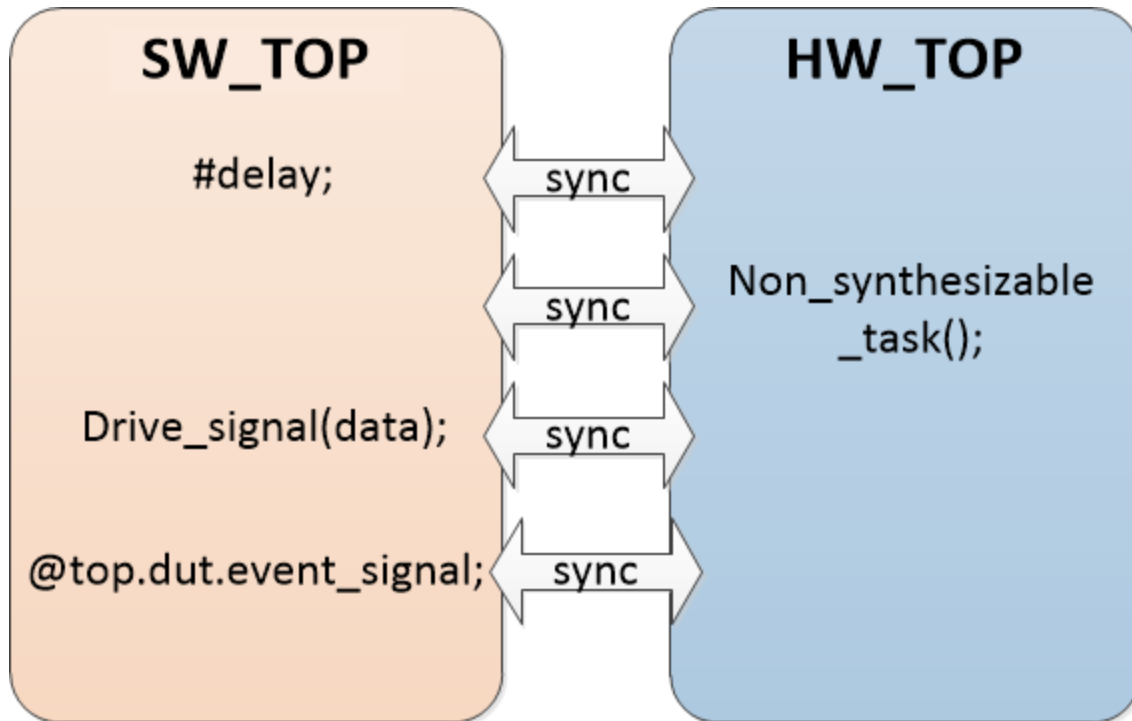 SW_TOP
HW_TOP
#delay;
sync
Non_synthesizable
_task();
sync
Drive_signal(data);
sync
@top.dut.event_signal;
sync